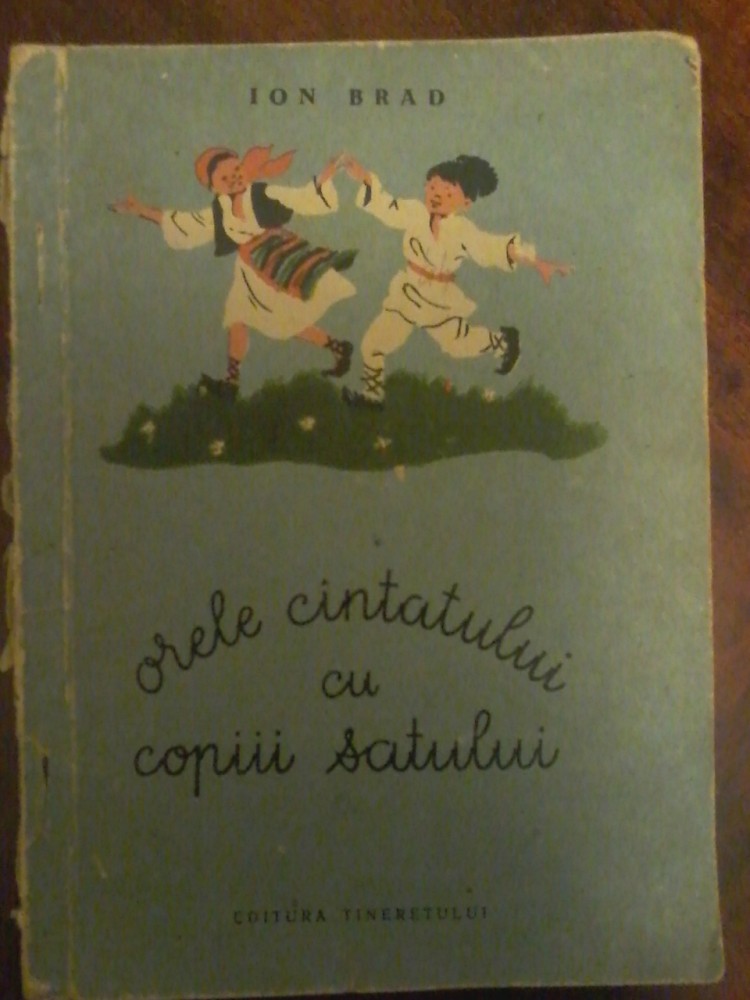 ION BRAD
orele cintatului
cu
copiii satului
EDITURA TINERETULUI